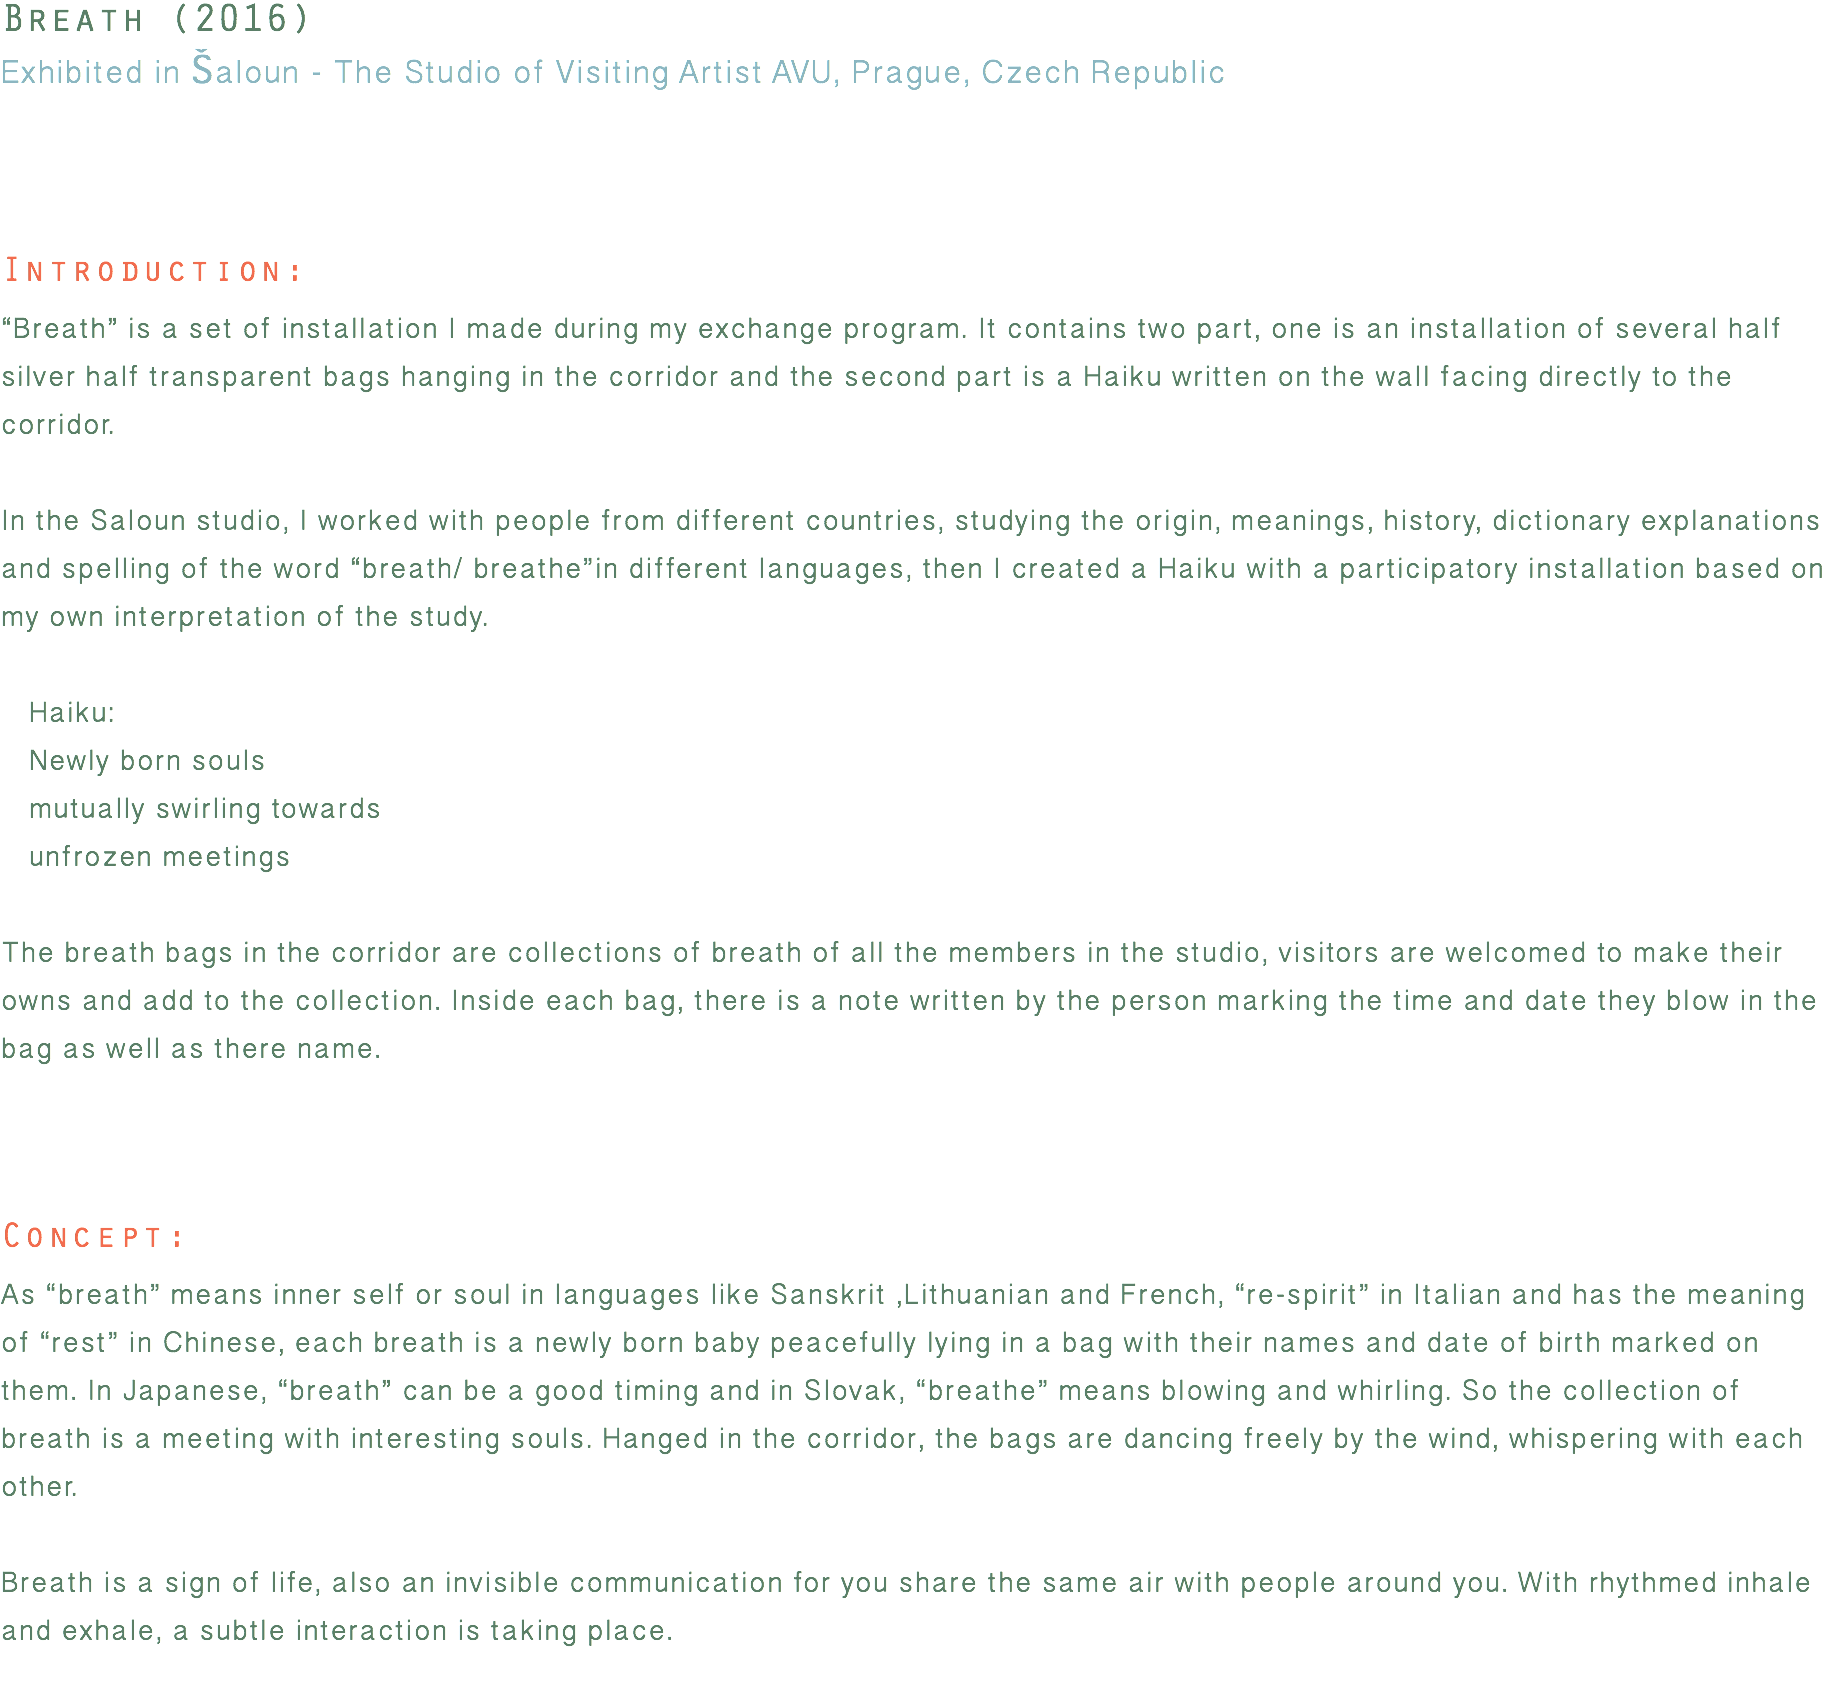 Breath (2016)
Exhibited in Šaloun - The Studio of Visiting Artist AVU, Prague, Czech Republic
Introduction:
“Breath” is a set of installation I made during my exchange program. It contains two part, one is an installation of several half
silver half transparent bags hanging in the corridor and the second part is a Haiku written on the wall facing directly to the
corridor.
In the Saloun studio, I worked with people from different countries, studying the origin, meanings, history, dictionary explanations
and spelling of the word “breath/ breathe”in different languages, then I created a Haiku with a participatory installation based on
my own interpretation of the study.
Haiku:
Newly born souls
mutually swirling towards
unfrozen meetings
The breath bags in the corridor are collections of breath of all the members in the studio, visitors are welcomed to make their
owns and add to the collection. Inside each bag, there is a note written by the person marking the time and date they blow in the
bag as well as there name.
Concept:
As “breath” means inner self or soul in languages like Sanskrit ,Lithuanian and French, “re-spirit” in Italian and has the meaning
of “rest” in Chinese, each breath is a newly born baby peacefully lying in a bag with their names and date of birth marked on
them. In Japanese, “breath” can be a good timing and in Slovak, “breathe” means blowing and whirling. So the collection of
breath is a meeting with interesting souls. Hanged in the corridor, the bags are dancing freely by the wind, whispering with each
other.
Breath is a sign of life, also an invisible communication for you share the same air with people around you. With rhythmed inhale
and exhale, a subtle interaction is taking place.